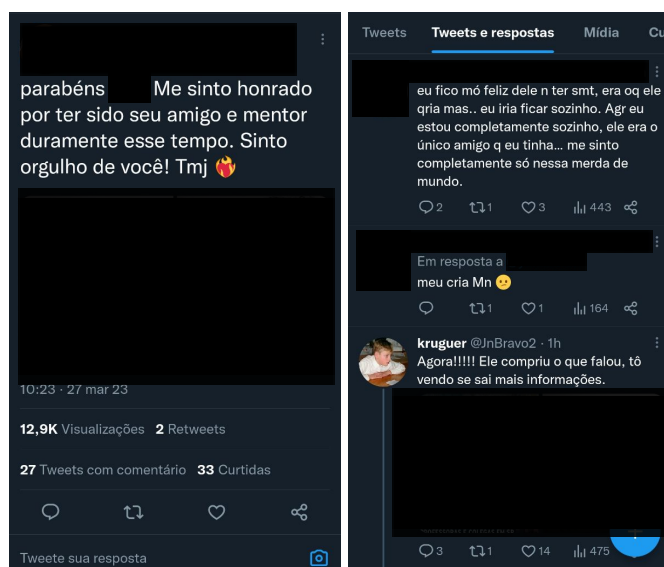 parabéns Me sinto honrado
por ter sido seu amigo e mentor
duramente esse tempo. Sinto
orgulho de você! Tmj
10:23 · 27 mar 23
12,9K Visualizações 2 Retweets
27 Tweets com comentário 33 Curtidas
Tweete sua resposta
Tweets Tweets e respostas Mídia Cu
eu fico mó feliz dele n ter smt, era oq ele
qria mas.. eu iria ficar sozinho. Agr eu
estou completamente sozinho, ele era o
único amigo q eu tinha... me sinto
completamente só nessa merda de
mundo.
2 1 3 443
Em resposta a
meu cria Mn
1 1 164
kruguer @JnBravo2 · 1h
Agora!!!!! Ele compriu o que falou, tô
vendo se sai mais informações.
3 1 14 475